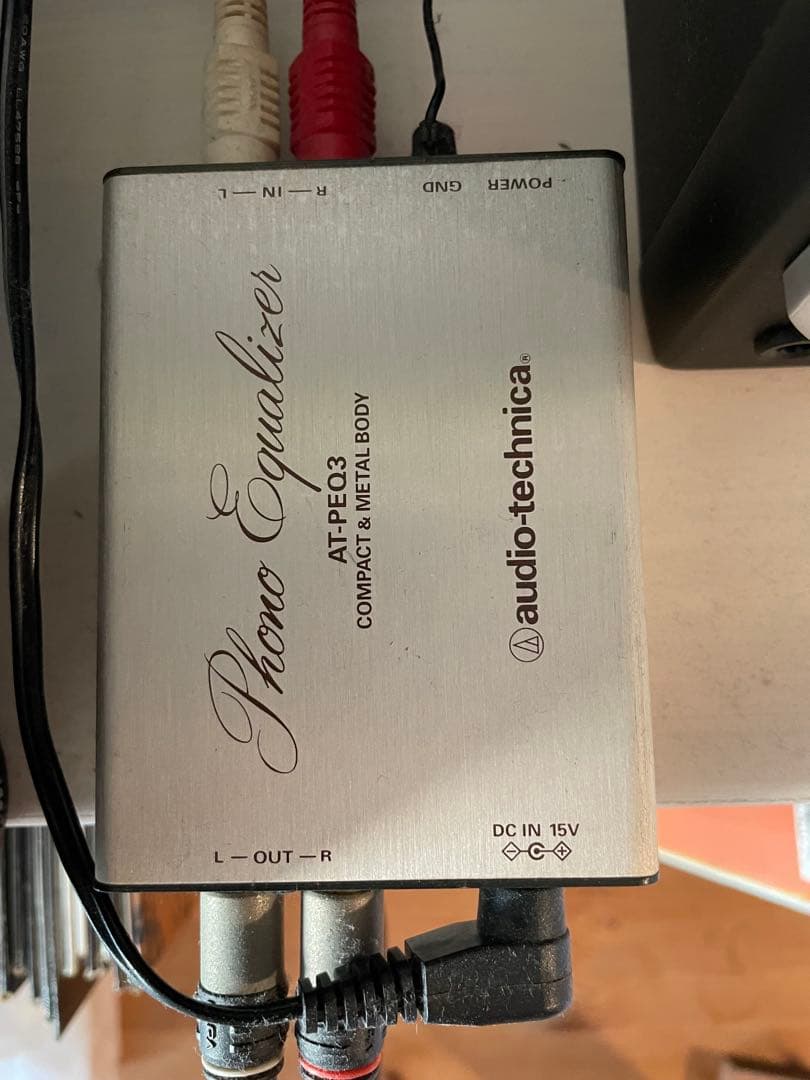 L — IN — R
GND
POWER
Phono Equalizer
AT-PEQ3
COMPACT & METAL BODY
audio-technica®
L — OUT — R
DC IN 15V